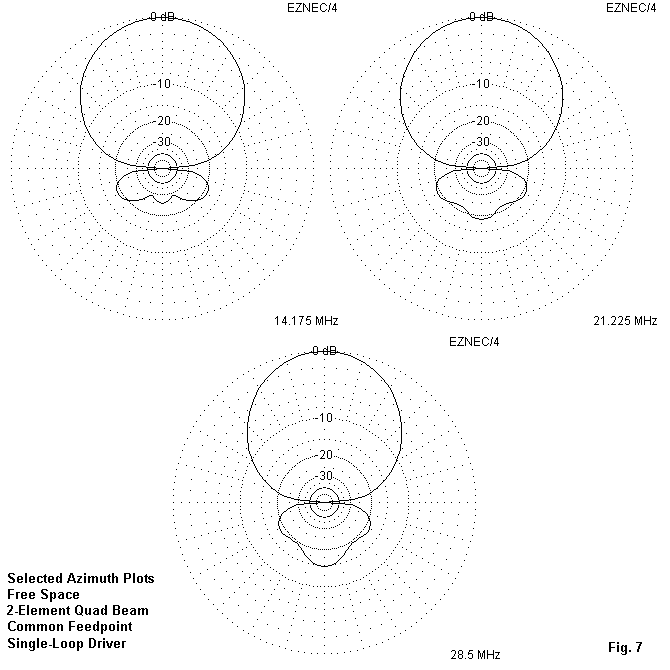 EZNEC/4
0 dB
-10
-20
-30
14.175 MHz
EZNEC/4
0 dB
-10
-20
-30
21.225 MHz
EZNEC/4
0 dB
-10
-20
-30
28.5 MHz
Selected Azimuth Plots
Free Space
2-Element Quad Beam
Common Feedpoint
Single-Loop Driver
Fig. 7